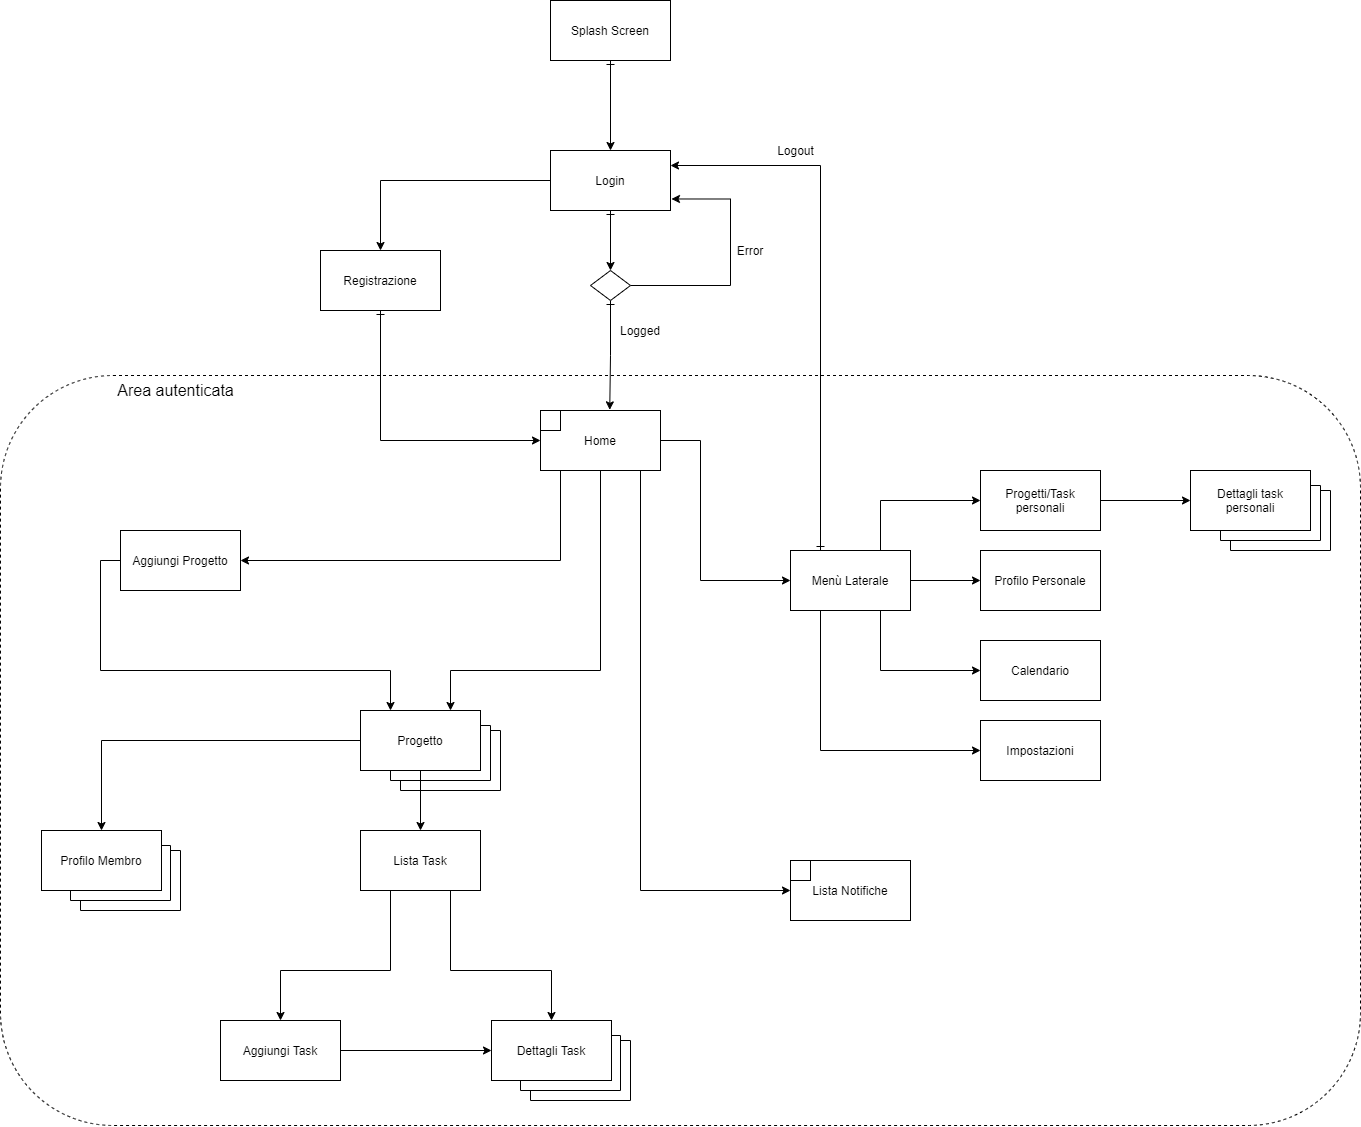 Splash Screen
Logout
Login
Error
Registrazione
Logged
Area autenticata
Home
Progetti/Task
personali
Dettagli task
personali
Aggiungi Progetto
Menù Laterale
Profilo Personale
Calendario
Progetto
Impostazioni
Profilo Membro
Lista Task
Lista Notifiche
Aggiungi Task
Dettagli Task